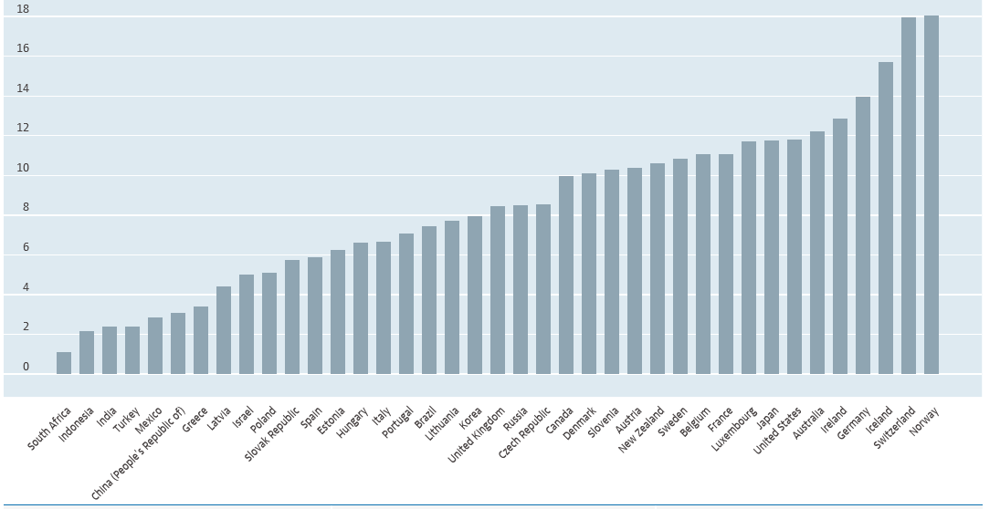 18
16
14
12
10
8
6
4
2
0
South Africa
Indonesia
India
Turkey
Mexico
China (People's Republic of)
Greece
Latvia
Israel
Poland
Slovak Republic
Spain
Estonia
Hungary
Italy
Portugal
Brazil
Lithuania
Korea
United Kingdom
Russia
Czech Republic
Canada
Denmark
Slovenia
Austria
New Zealand
Sweden
Belgium
France
Luxembourg
Japan
United States
Australia
Ireland
Germany
Iceland
Switzerland
Norway